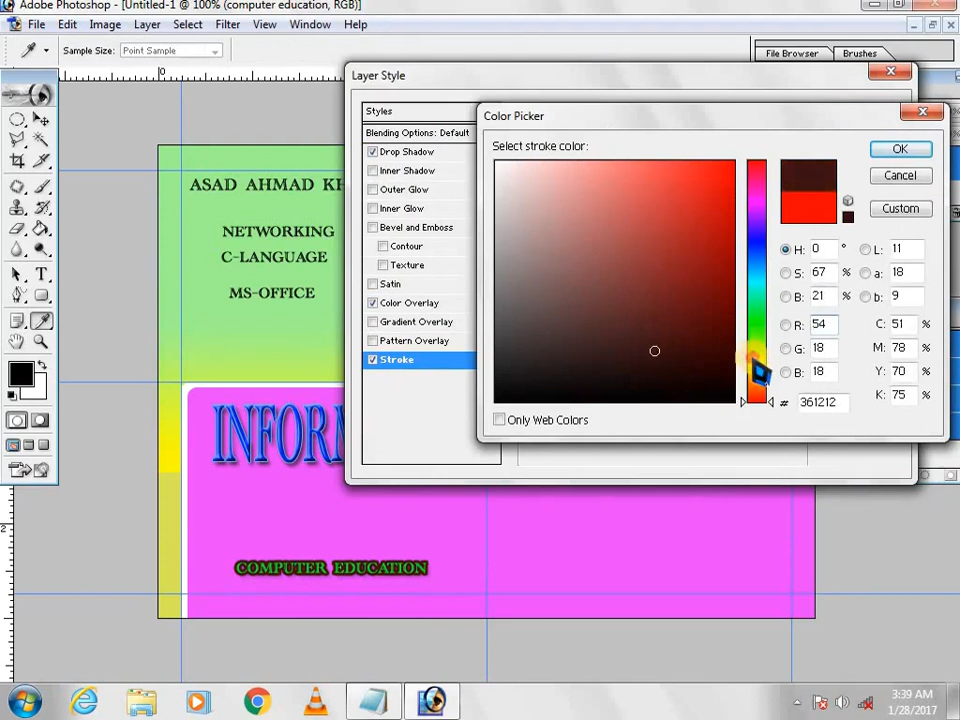 Adobe Photoshop - [Untitled-1 @ 100% (computer education, RGB)]
File Edit Image Layer Select Filter View Window Help
Sample Size: Point Sample
File Browser Brushes
0
Layer Style
Styles
Blending Options: Default
Drop Shadow
Inner Shadow
Outer Glow
Inner Glow
Bevel and Emboss
Contour
Texture
Satin
Color Overlay
Gradient Overlay
Pattern Overlay
Stroke
Color Picker
Select stroke color:
OK
Cancel
Custom
H: 0 ° L: 11
S: 67 % a: 18
B: 21 % b: 9
R: 54 C: 51 %
G: 18 M: 78 %
B: 18 Y: 70 %
# 361212 K: 75 %
Only Web Colors
ASAD AHMAD KH
NETWORKING
C-LANGUAGE
MS-OFFICE
INFOR
COMPUTER EDUCATION
2
3:39 AM
1/28/2017